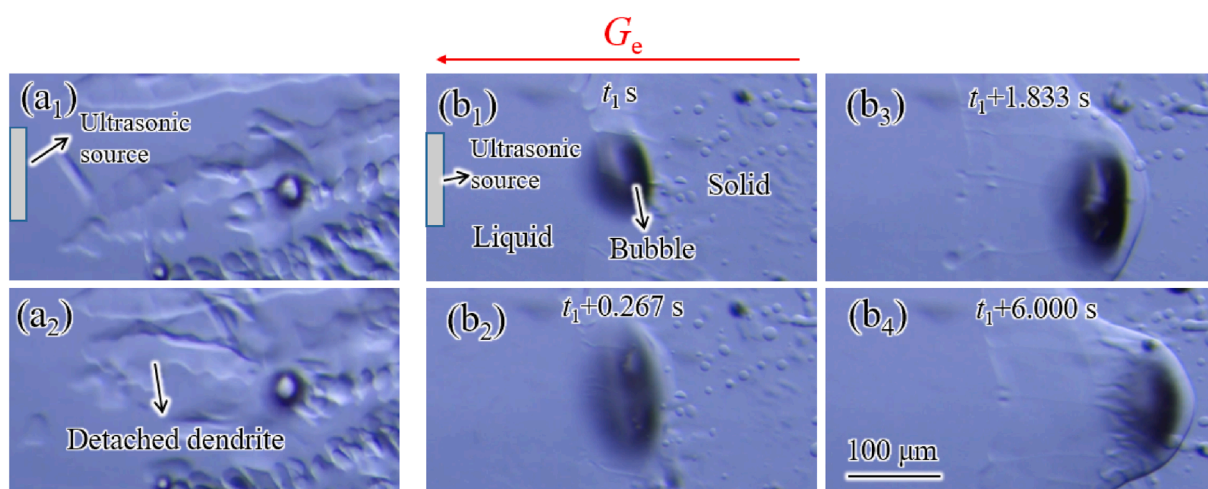 Gₑ
(a₁)
Ultrasonic
source
(b₁)
t₁ s
Ultrasonic
source
Solid
Liquid
Bubble
(b₃)
t₁+1.833 s
(a₂)
Detached dendrite
(b₂)
t₁+0.267 s
(b₄)
t₁+6.000 s
100 μm